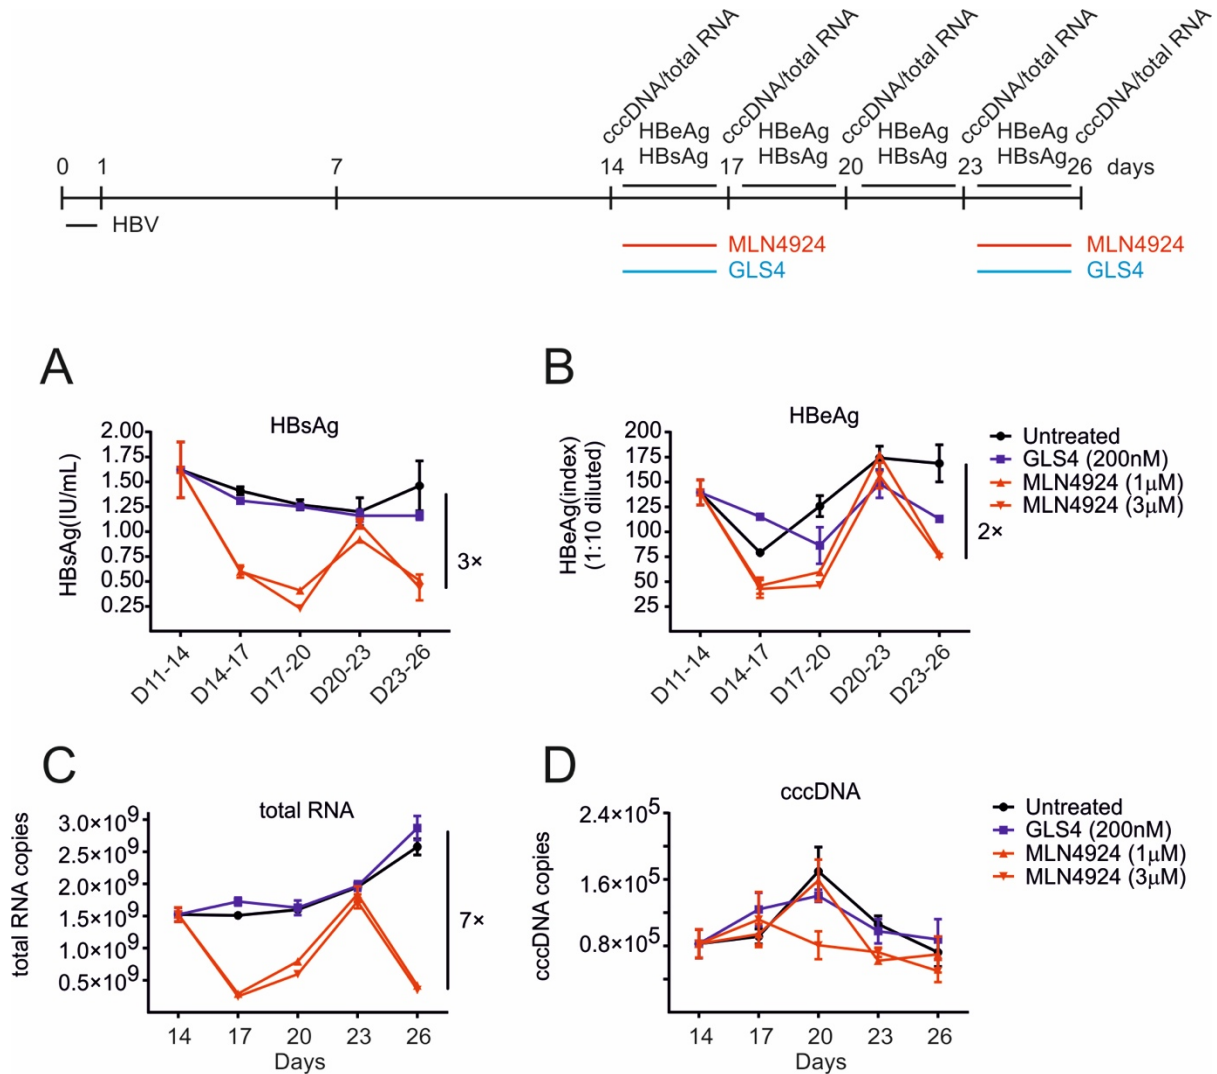 cccDNA/total RNA
cccDNA/total RNA
cccDNA/total RNA
cccDNA/total RNA
cccDNA/total RNA
HBeAg HBeAg HBeAg HBeAg
HBsAg HBsAg HBsAg HBsAg
0 1 7 14 17 20 23 26 days
HBV
MLN4924 MLN4924
GLS4 GLS4
A
HBsAg
HBsAg(IU/mL)
2.00
1.75
1.50
1.25
1.00
0.75
0.50
0.25
3×
D11-14 D14-17 D17-20 D20-23 D23-26
B
HBeAg
HBeAg(index)
(1:10 diluted)
200
175
150
125
100
75
50
25
2×
D11-14 D14-17 D17-20 D20-23 D23-26
Untreated
GLS4 (200nM)
MLN4924 (1µM)
MLN4924 (3µM)
C
total RNA
total RNA copies
3.0×10⁹
2.5×10⁹
2.0×10⁹
1.5×10⁹
1.0×10⁹
0.5×10⁹
7×
14 17 20 23 26
Days
D
cccDNA
cccDNA copies
2.4×10⁵
1.6×10⁵
0.8×10⁵
14 17 20 23 26
Days
Untreated
GLS4 (200nM)
MLN4924 (1µM)
MLN4924 (3µM)